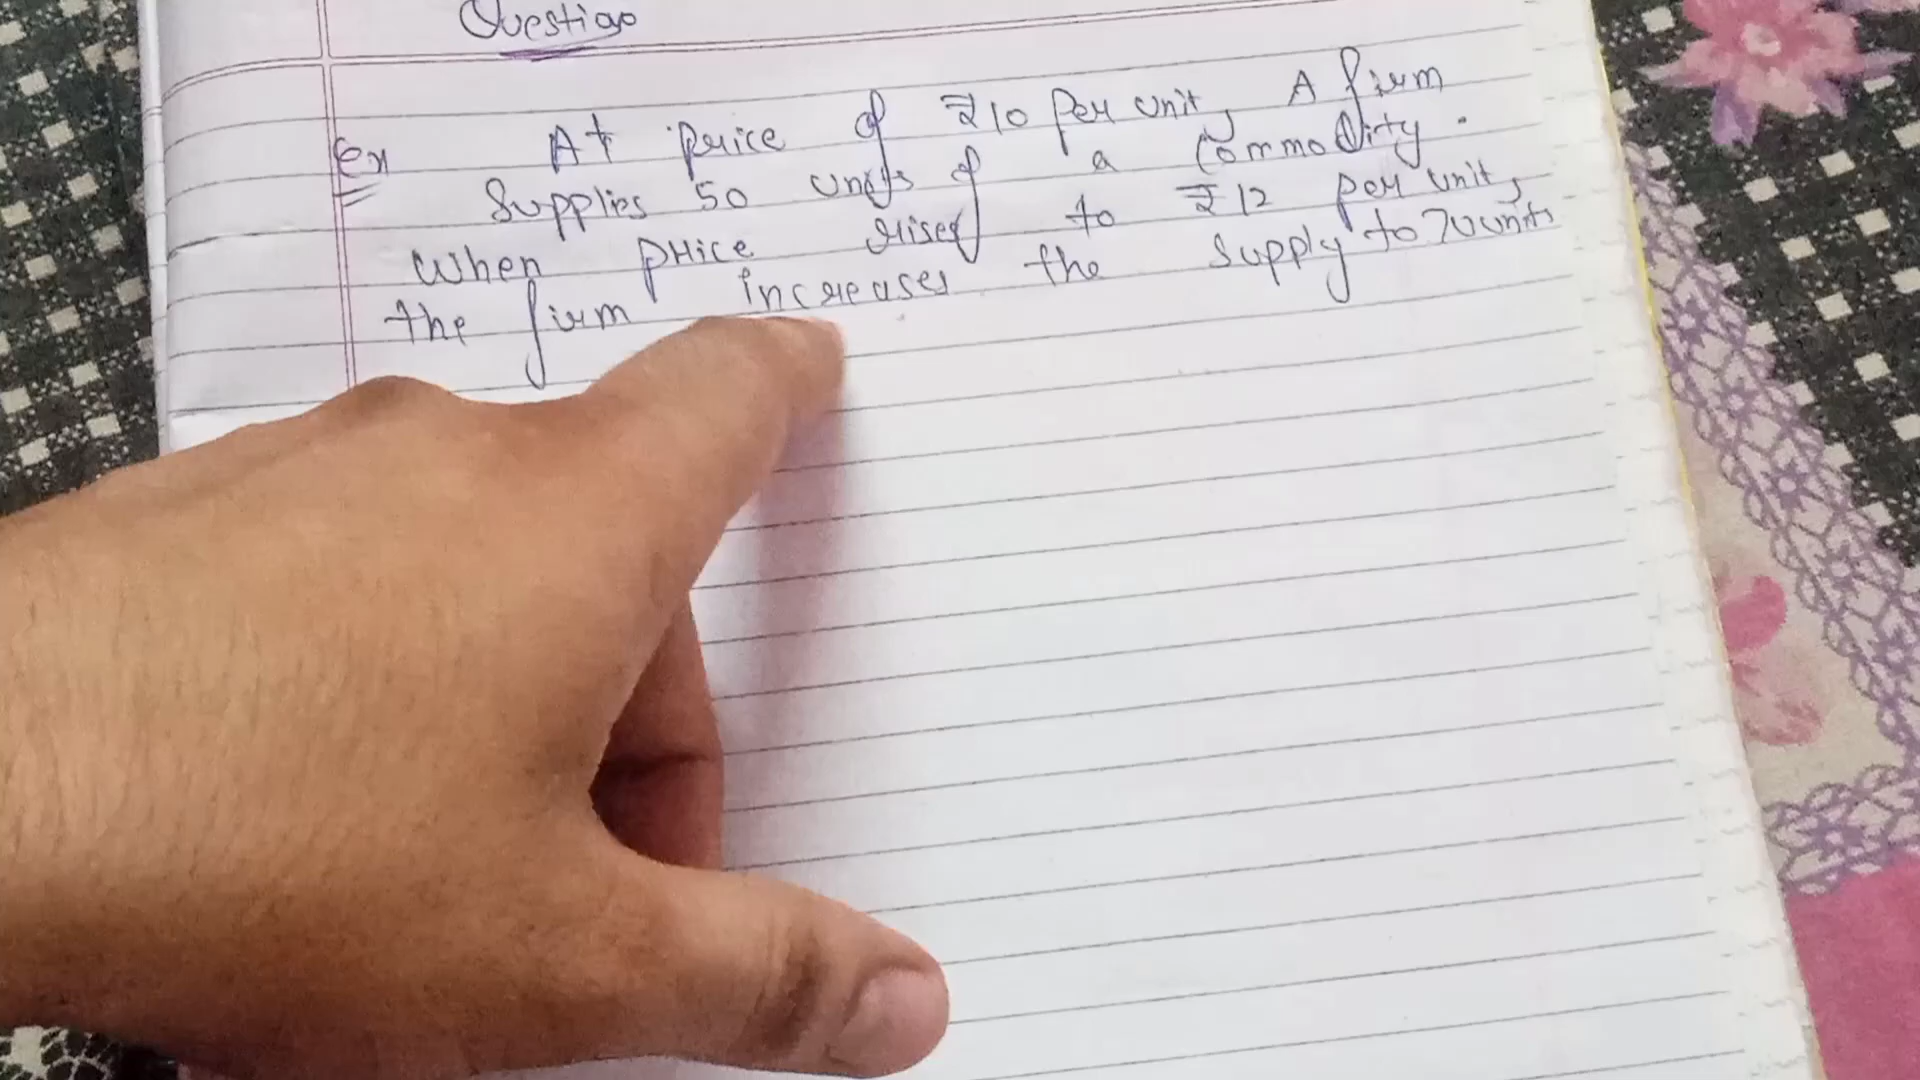 Question
Ex At price of ₹10 Per unit, A firm
Supplies 50 units of a Commodity.
When price rises to ₹12 per unit,
the firm increases the supply to 70 units